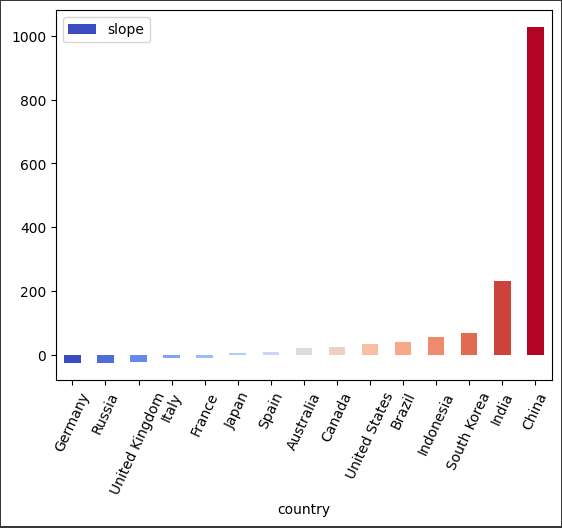 slope
1000
800
600
400
200
0
Germany
Russia
United Kingdom
Italy
France
Japan
Spain
Australia
Canada
United States
Brazil
Indonesia
South Korea
India
China
country